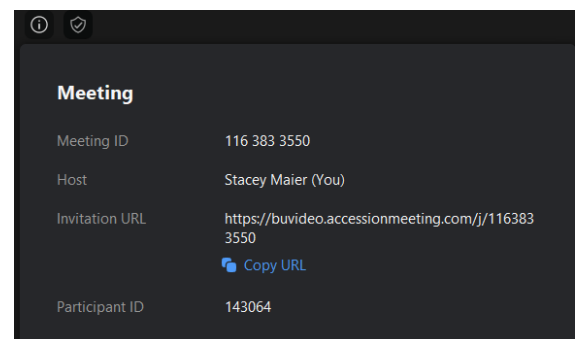 Meeting
Meeting ID 116 383 3550
Host Stacey Maier (You)
Invitation URL https://buvideo.accessionmeeting.com/j/116383
3550
Copy URL
Participant ID 143064